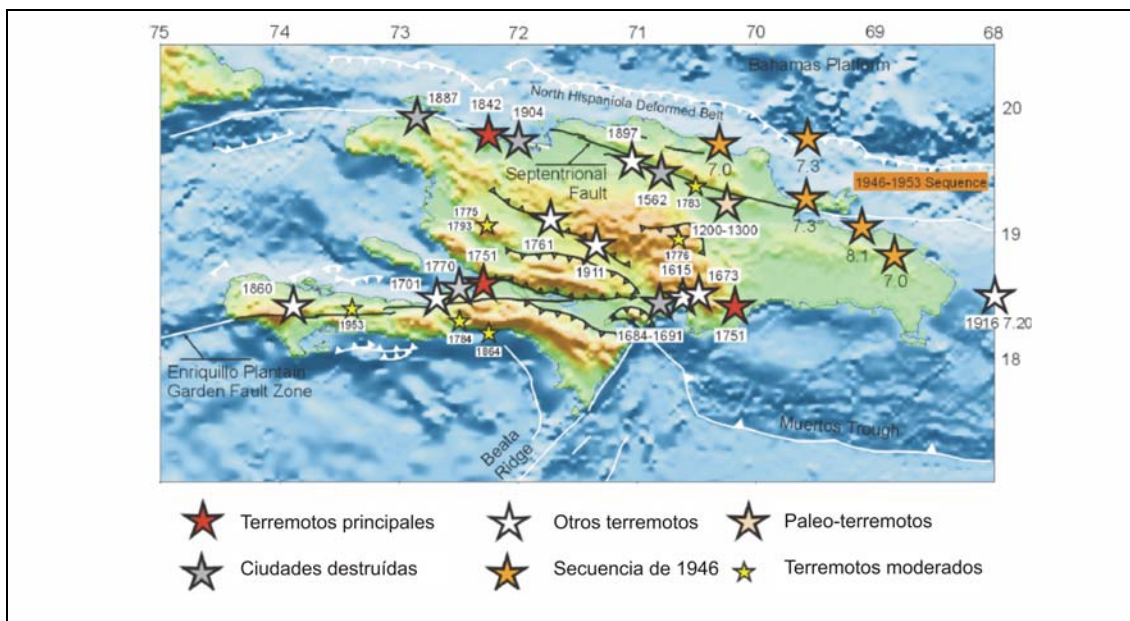 75 74 73 72 71 70 69 68
Bahamas Platform
North Hispaniola Deformed Belt
20
1887
1842
1904
1897
7.0
7.3
Septentrional
Fault
1562
1783
1946-1953 Sequence
7.3
1200-1300
19
1775
1793
1761
1911
1776
8.1
7.0
1770
1751
1615
1673
1860
1701
1953
1784
1864
1684-1691
1751
1916 7.20
18
Enriquillo Plantain
Garden Fault Zone
Beata
Ridge
Muertos Trough
Terremotos principales
Otros terremotos
Paleo-terremotos
Ciudades destruídas
Secuencia de 1946
Terremotos moderados